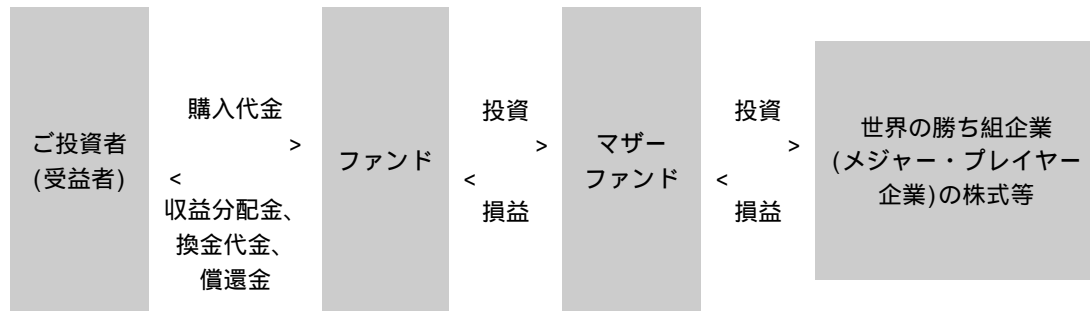 ご投資者
(受益者)
購入代金
>
<
収益分配金、
換金代金、
償還金
ファンド
投資
>
<
損益
マザー
ファンド
投資
>
<
損益
世界の勝ち組企業
(メジャー・プレイヤー
企業)の株式等